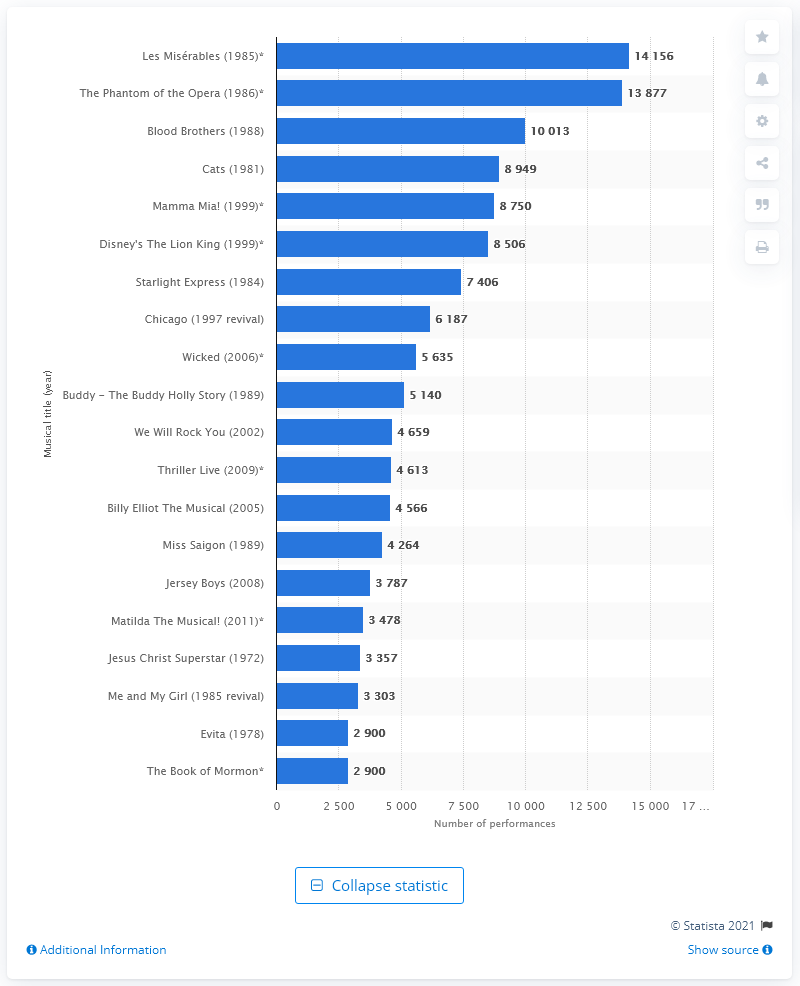 Les Misérables (1985)* 14 156
The Phantom of the Opera (1986)* 13 877
Blood Brothers (1988) 10 013
Cats (1981) 8 949
Mamma Mia! (1999)* 8 750
Disney's The Lion King (1999)* 8 506
Starlight Express (1984) 7 406
Chicago (1997 revival) 6 187
Wicked (2006)* 5 635
Buddy – The Buddy Holly Story (1989) 5 140
We Will Rock You (2002) 4 659
Thriller Live (2009)* 4 613
Billy Elliot The Musical (2005) 4 566
Miss Saigon (1989) 4 264
Jersey Boys (2008) 3 787
Matilda The Musical! (2011)* 3 478
Jesus Christ Superstar (1972) 3 357
Me and My Girl (1985 revival) 3 303
Evita (1978) 2 900
The Book of Mormon* 2 900
Musical title (year)
0 2 500 5 000 7 500 10 000 12 500 15 000 17 ...
Number of performances
Collapse statistic
© Statista 2021
Additional Information Show source